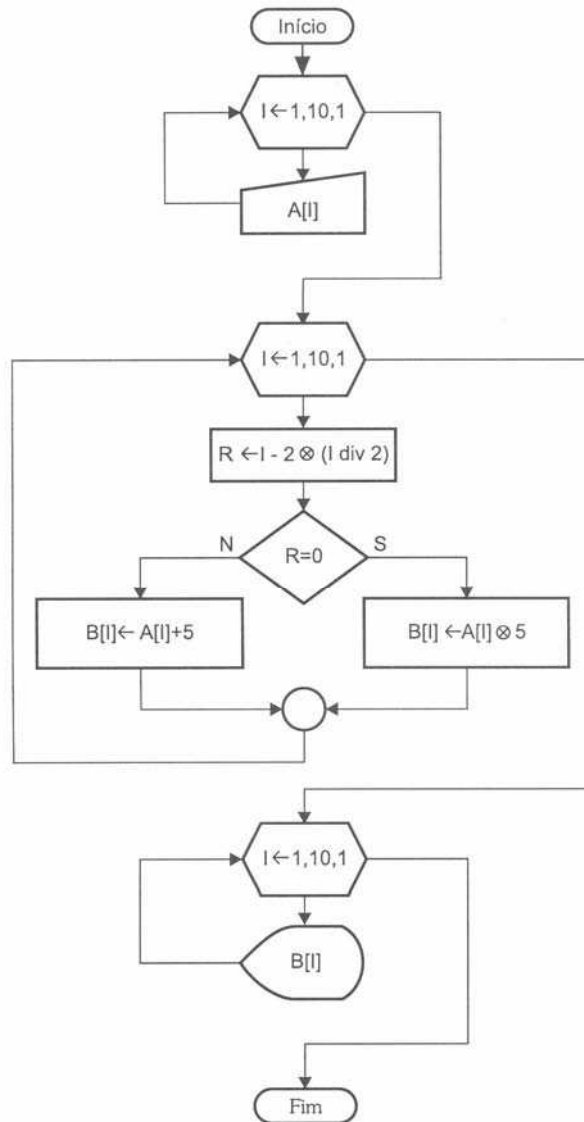 Início
I ← 1,10,1
A[I]
I ← 1,10,1
R ← I - 2 ⊗ (I div 2)
N
R=0
S
B[I] ← A[I]+5
B[I] ← A[I] ⊗ 5
I ← 1,10,1
B[I]
Fim